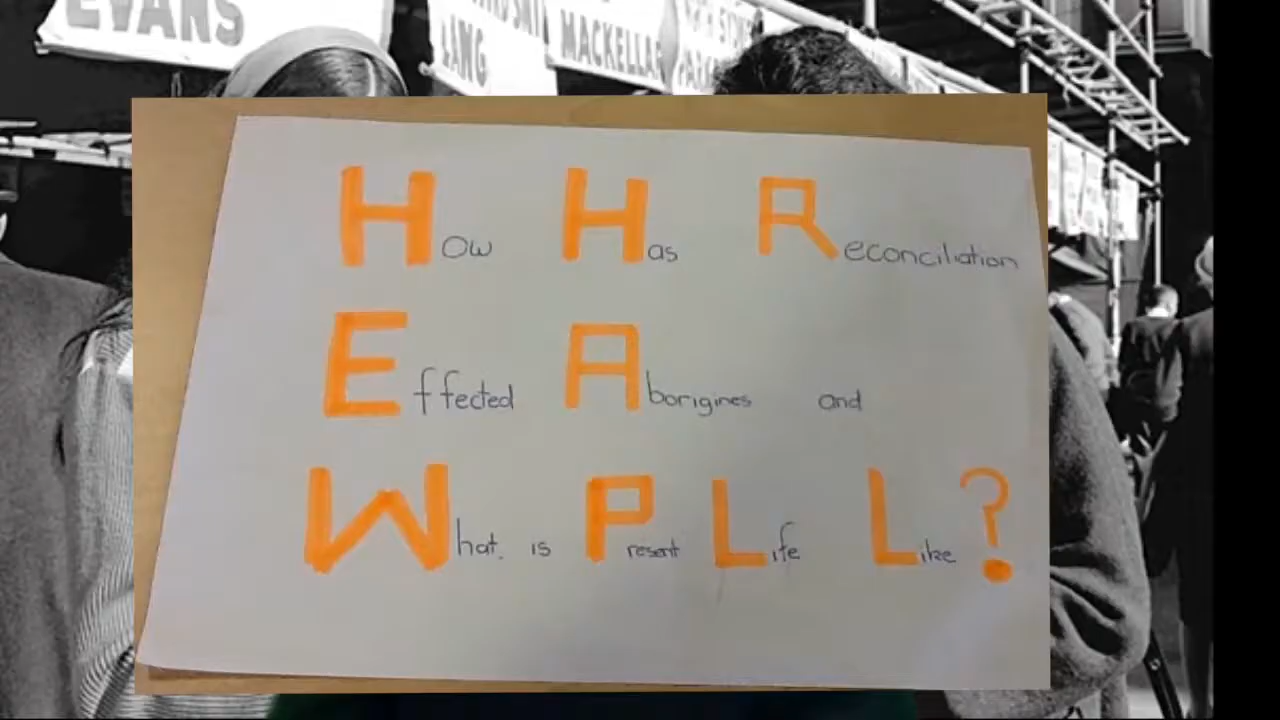 EVANS
LANG
MACKELLA
How Has Reconciliation
Effected Aborigines and
What is Present Life Like?